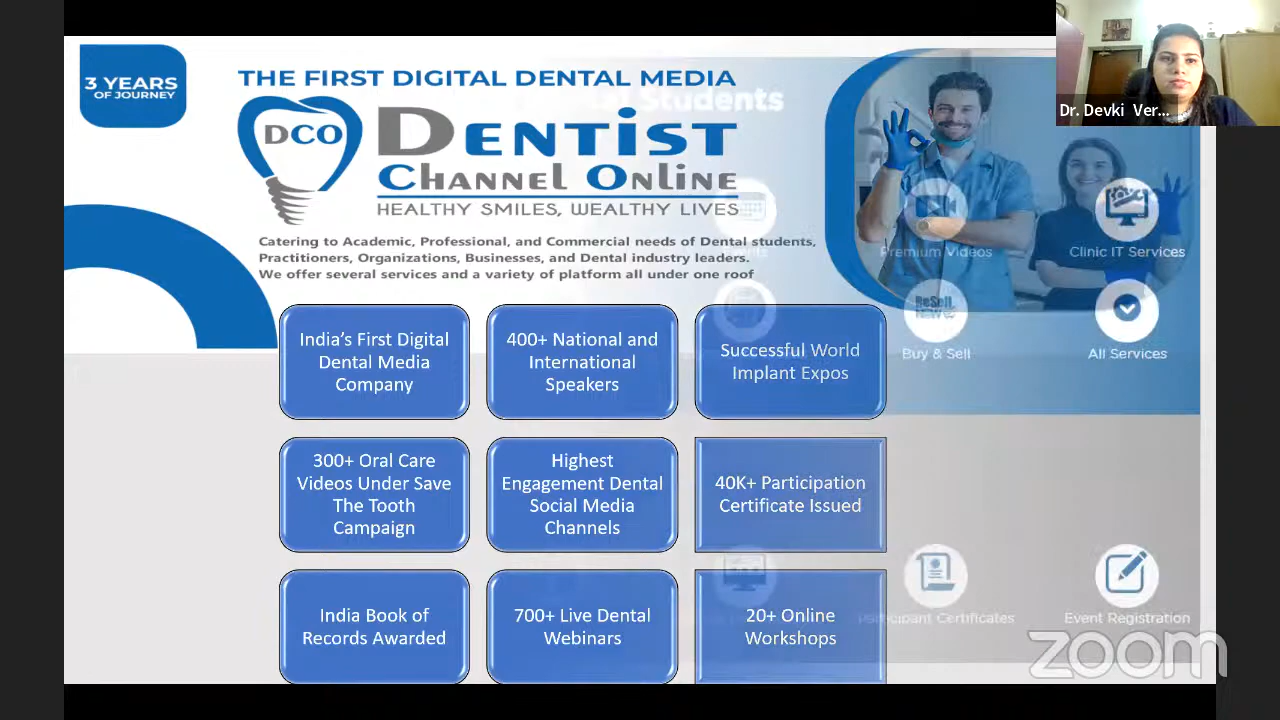 3 YEARS
OF JOURNEY
THE FIRST DIGITAL DENTAL MEDIA
DCO
DENTIST
CHANNEL ONLINE
HEALTHY SMILES, WEALTHY LIVES
Catering to Academic, Professional, and Commercial needs of Dental students,
Practitioners, Organizations, Businesses, and Dental industry leaders.
We offer several services and a variety of platform all under one roof
Students
Dr. Devki Ver...
Premium Videos
Clinic IT Services
ReSell
Buy & Sell
All Services
India's First Digital
Dental Media
Company
400+ National and
International
Speakers
Successful World
Implant Expos
300+ Oral Care
Videos Under Save
The Tooth
Campaign
Highest
Engagement Dental
Social Media
Channels
40K+ Participation
Certificate Issued
India Book of
Records Awarded
700+ Live Dental
Webinars
20+ Online
Workshops
Participant Certificates
Event Registration
zoom